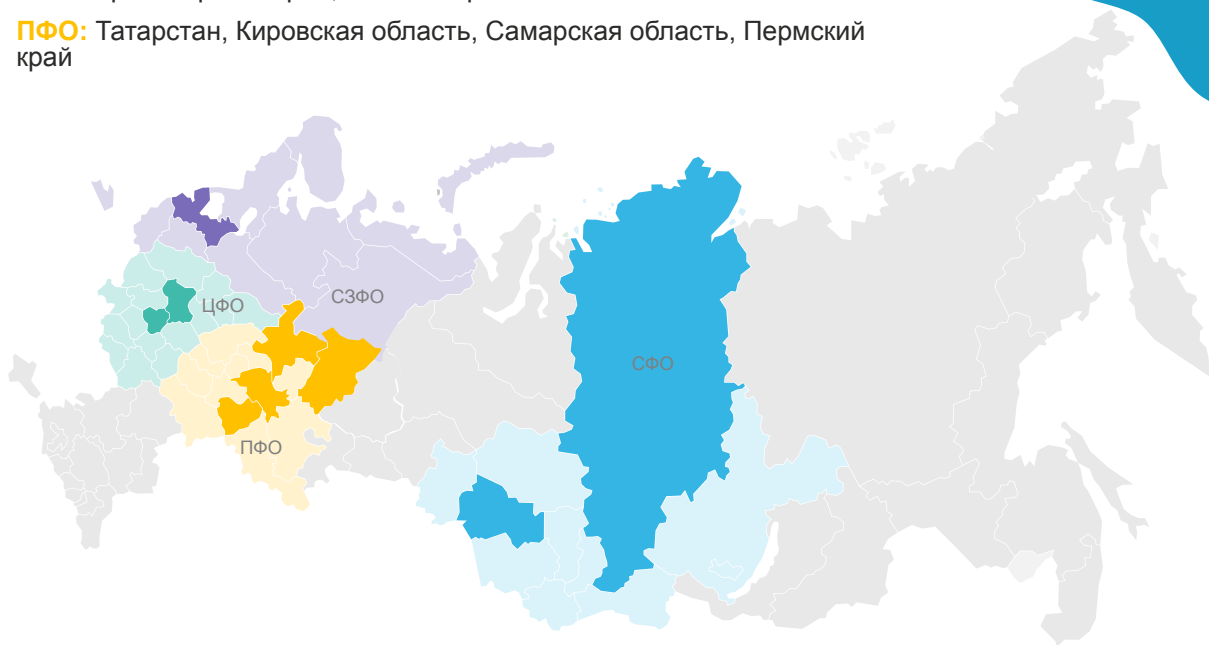 ПФО: Татарстан, Кировская область, Самарская область, Пермский
край
СЗФО
ЦФО
СФО
ПФО